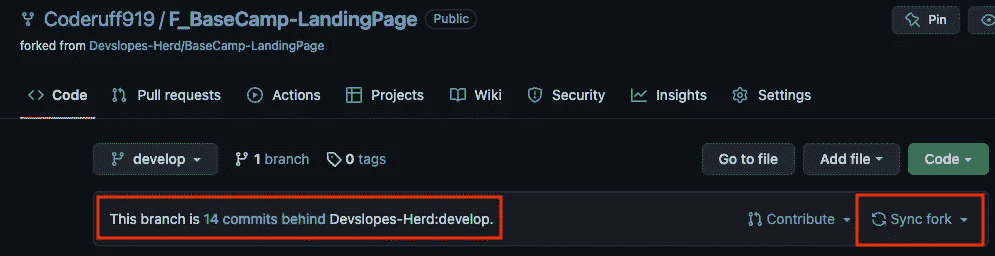 Coderuff919 / F_BaseCamp-LandingPage Public Pin
forked from Devslopes-Herd/BaseCamp-LandingPage
Code Pull requests Actions Projects Wiki Security Insights Settings
develop 1 branch 0 tags Go to file Add file Code
This branch is 14 commits behind Devslopes-Herd:develop. Contribute Sync fork